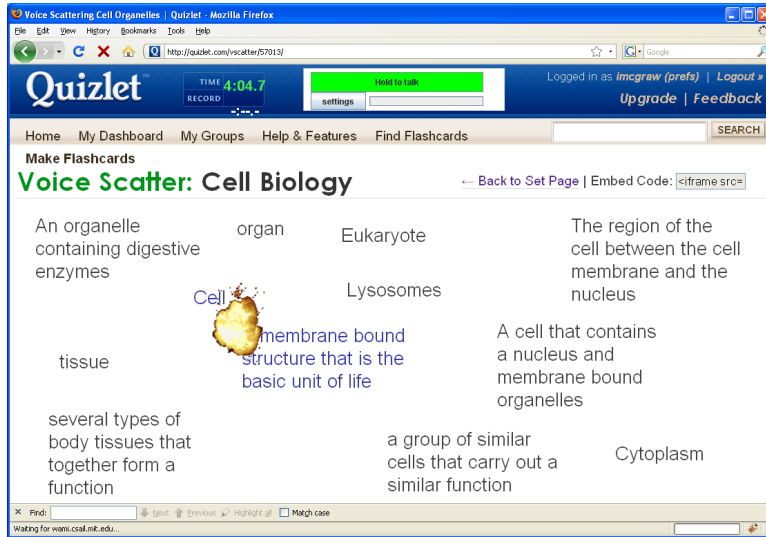 Voice Scattering Cell Organelles | Quizlet - Mozilla Firefox
File Edit View History Bookmarks Tools Help
http://quizlet.com/vscatter/57013/
Google
Quizlet
TIME 4:04.7
RECORD --:--.-
Hold to talk
settings
Logged in as imcgraw (prefs) | Logout »
Upgrade | Feedback
Home My Dashboard My Groups Help & Features Find Flashcards
SEARCH
Make Flashcards
Voice Scatter: Cell Biology
← Back to Set Page | Embed Code: <iframe src=
An organelle
containing digestive
enzymes
organ
Eukaryote
The region of the
cell between the cell
membrane and the
nucleus
Cell
Lysosomes
membrane bound
structure that is the
basic unit of life
A cell that contains
a nucleus and
membrane bound
organelles
tissue
several types of
body tissues that
together form a
function
a group of similar
cells that carry out a
similar function
Cytoplasm
Find: Next Previous Highlight all Match case
Waiting for wami.csail.mit.edu...